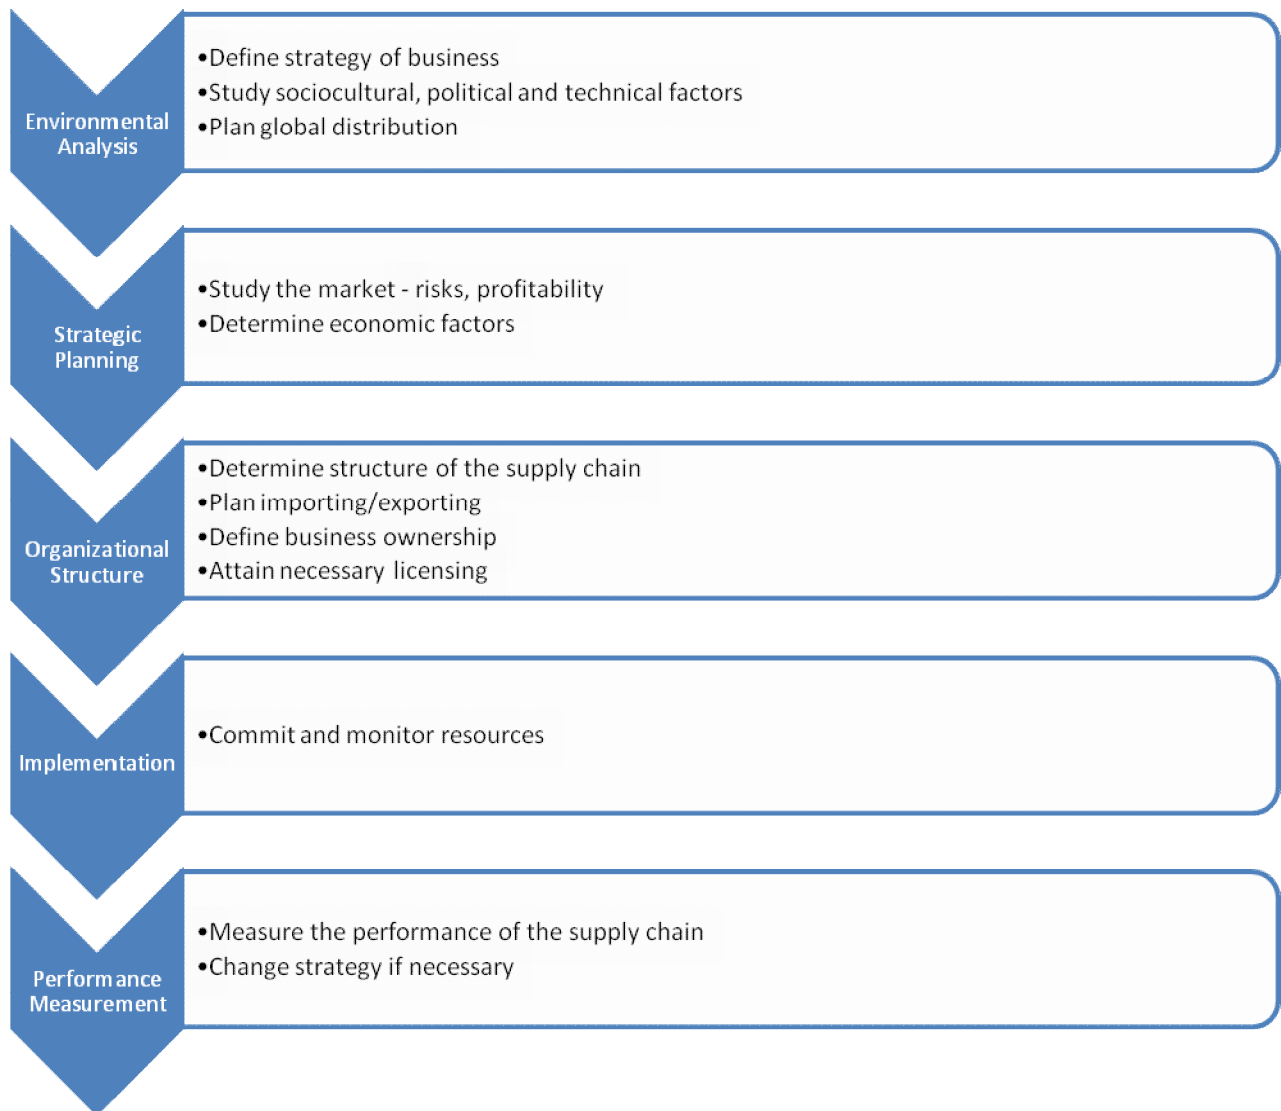 Environmental
Analysis
•Define strategy of business
•Study sociocultural, political and technical factors
•Plan global distribution
Strategic
Planning
•Study the market - risks, profitability
•Determine economic factors
Organizational
Structure
•Determine structure of the supply chain
•Plan importing/exporting
•Define business ownership
•Attain necessary licensing
Implementation
•Commit and monitor resources
Performance
Measurement
•Measure the performance of the supply chain
•Change strategy if necessary